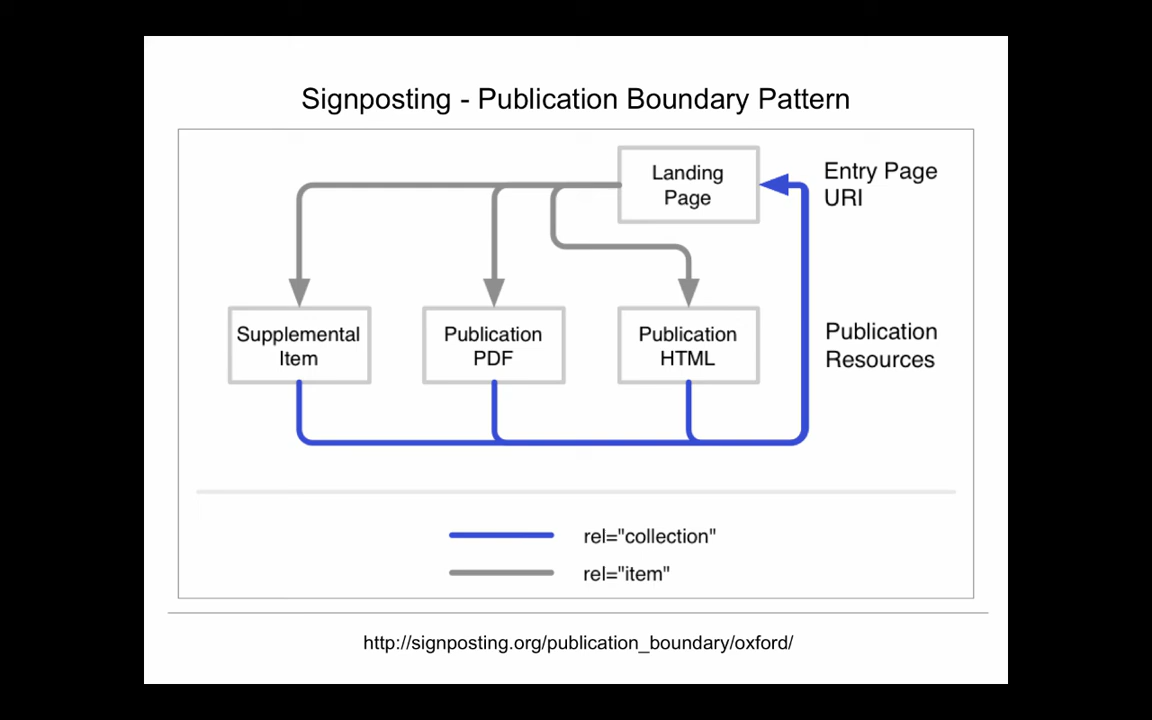 Signposting - Publication Boundary Pattern
Landing
Page
Entry Page
URI
Supplemental
Item
Publication
PDF
Publication
HTML
Publication
Resources
rel="collection"
rel="item"
http://signposting.org/publication_boundary/oxford/